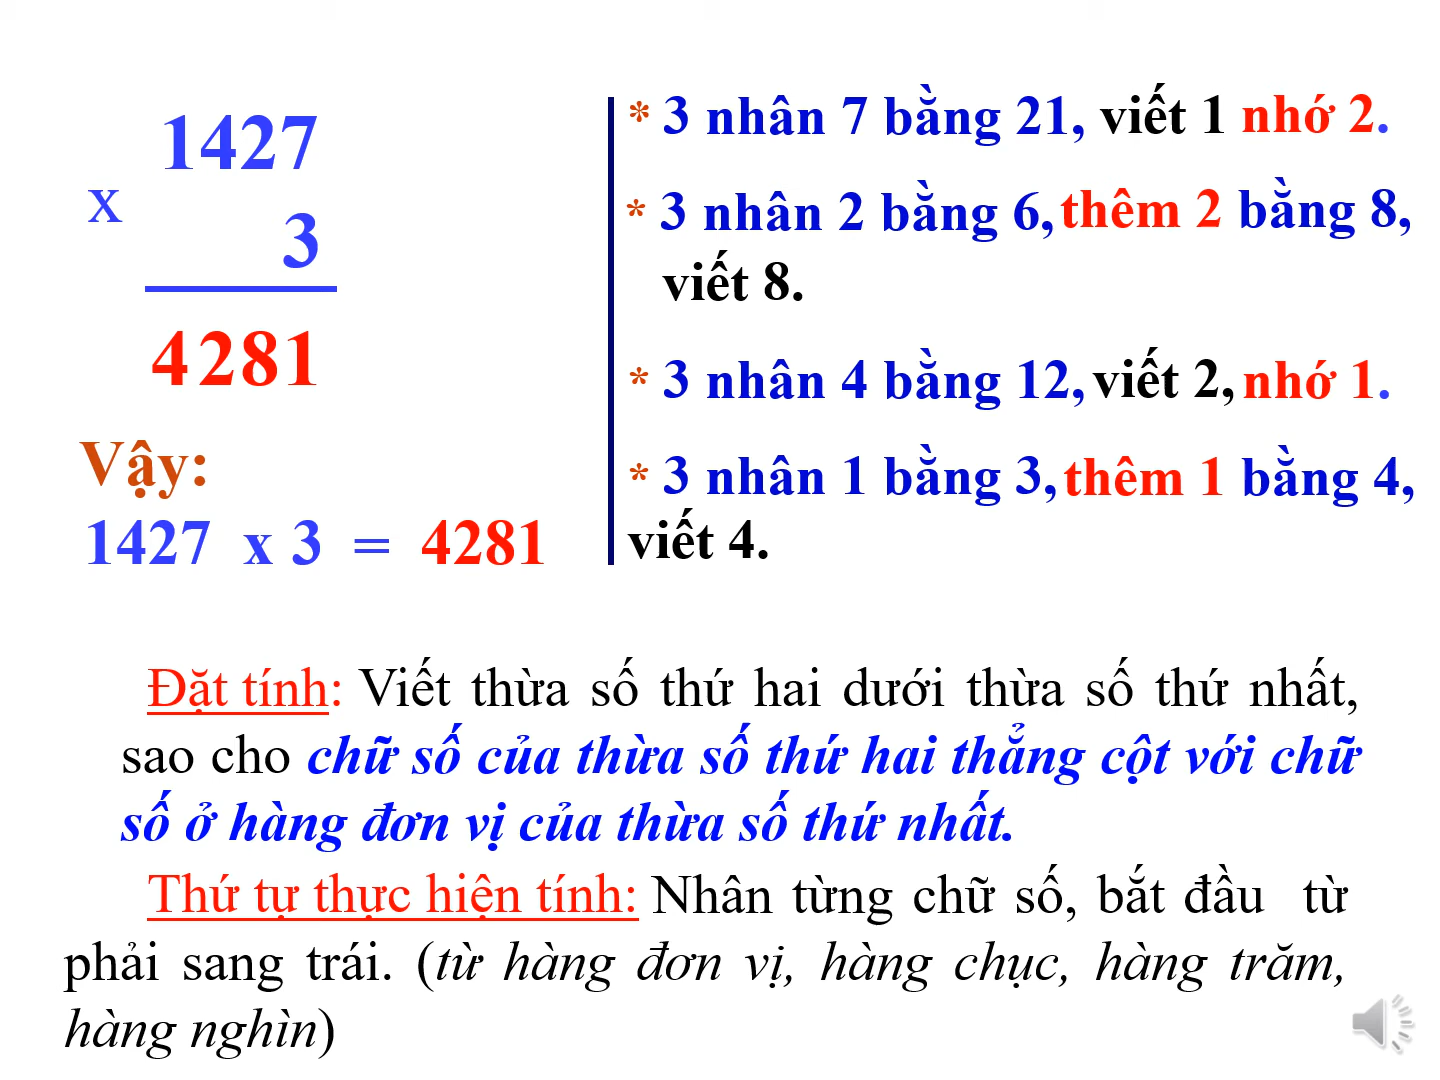 1427
x
3
4281
Vậy:
1427 x 3 = 4281
* 3 nhân 7 bằng 21, viết 1 nhớ 2.
* 3 nhân 2 bằng 6, thêm 2 bằng 8,
viết 8.
* 3 nhân 4 bằng 12, viết 2, nhớ 1.
* 3 nhân 1 bằng 3, thêm 1 bằng 4,
viết 4.
Đặt tính: Viết thừa số thứ hai dưới thừa số thứ nhất,
sao cho chữ số của thừa số thứ hai thẳng cột với chữ
số ở hàng đơn vị của thừa số thứ nhất.
Thứ tự thực hiện tính: Nhân từng chữ số, bắt đầu từ
phải sang trái. (từ hàng đơn vị, hàng chục, hàng trăm,
hàng nghìn)